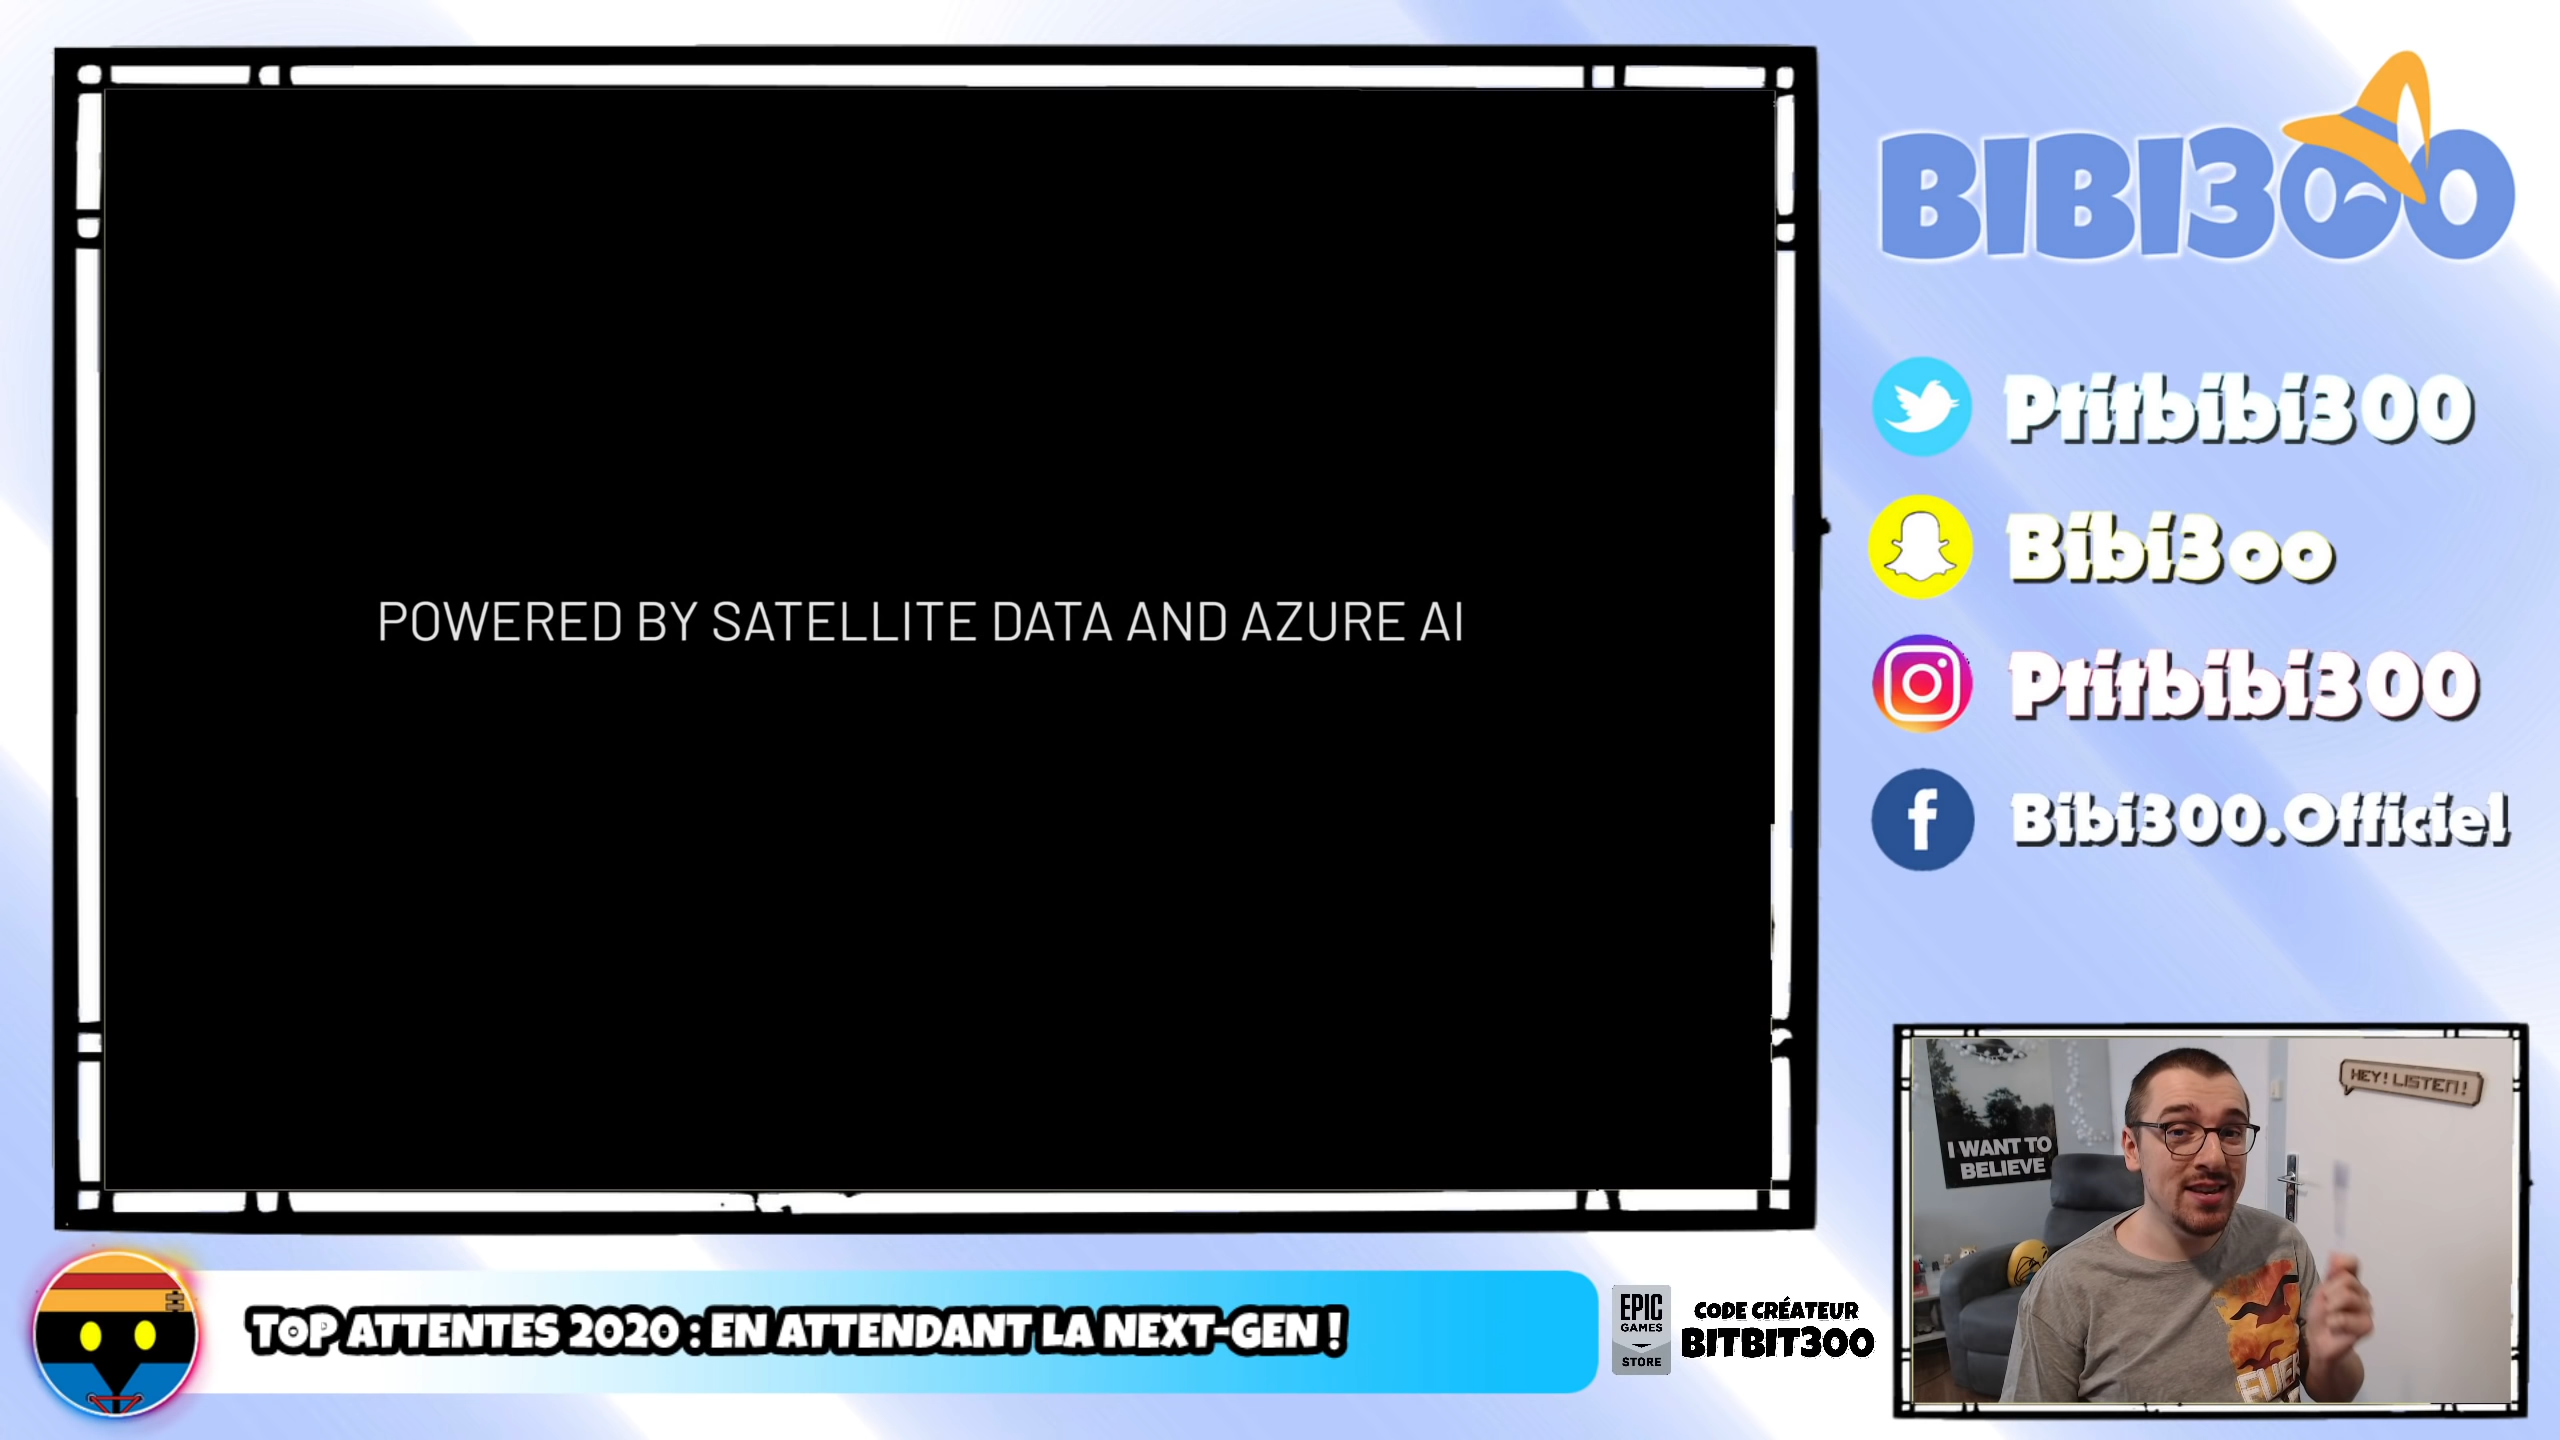 BIBI300
POWERED BY SATELLITE DATA AND AZURE AI
Ptitbibi300
Bibi3oo
Ptitbibi300
f Bibi300.Officiel
HEY! LISTEN!
I WANT TO
BELIEVE
TOP ATTENTES 2020 : EN ATTENDANT LA NEXT-GEN !
EPIC
GAMES
STORE
CODE CRÉATEUR
BITBIT300